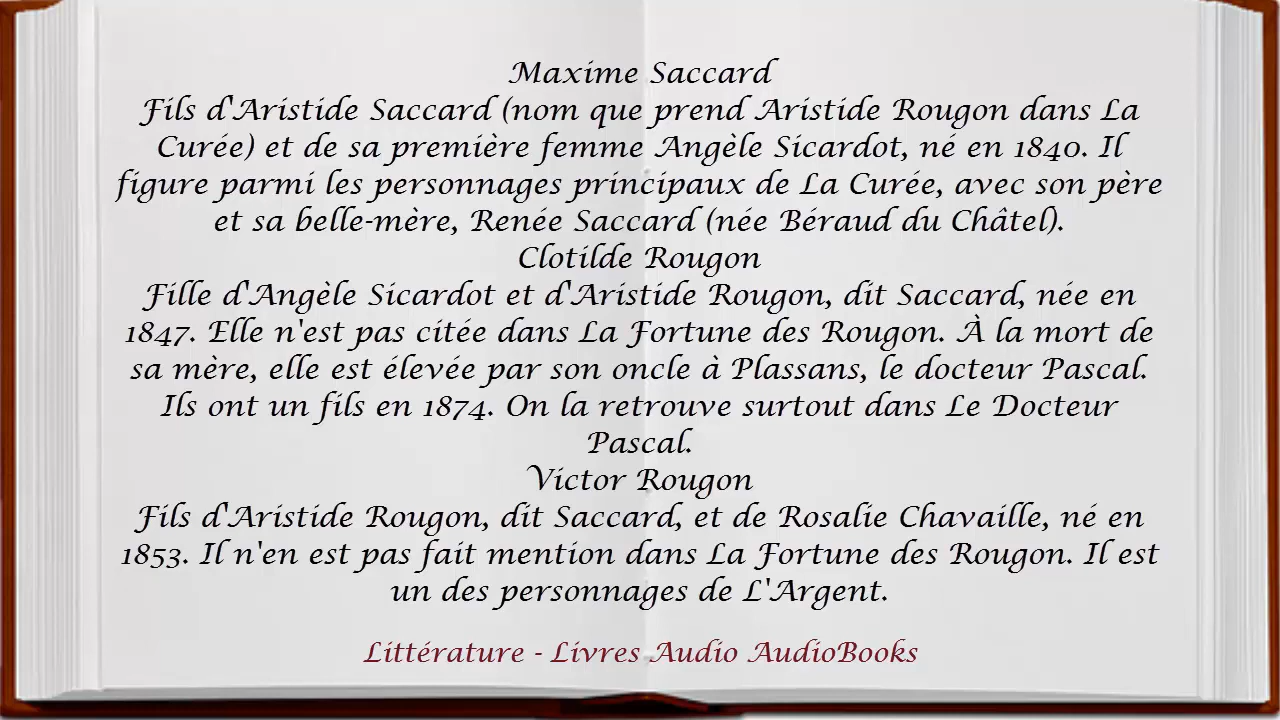 Maxime Saccard
Fils d'Aristide Saccard (nom que prend Aristide Rougon dans La
Curée) et de sa première femme Angèle Sicardot, né en 1840. Il
figure parmi les personnages principaux de La Curée, avec son père
et sa belle-mère, Renée Saccard (née Béraud du Châtel).
Clotilde Rougon
Fille d'Angèle Sicardot et d'Aristide Rougon, dit Saccard, née en
1847. Elle n'est pas citée dans La Fortune des Rougon. À la mort de
sa mère, elle est élevée par son oncle à Plassans, le docteur Pascal.
Ils ont un fils en 1874. On la retrouve surtout dans Le Docteur
Pascal.
Victor Rougon
Fils d'Aristide Rougon, dit Saccard, et de Rosalie Chavaille, né en
1853. Il n'en est pas fait mention dans La Fortune des Rougon. Il est
un des personnages de L'Argent.
Littérature - Livres Audio AudioBooks